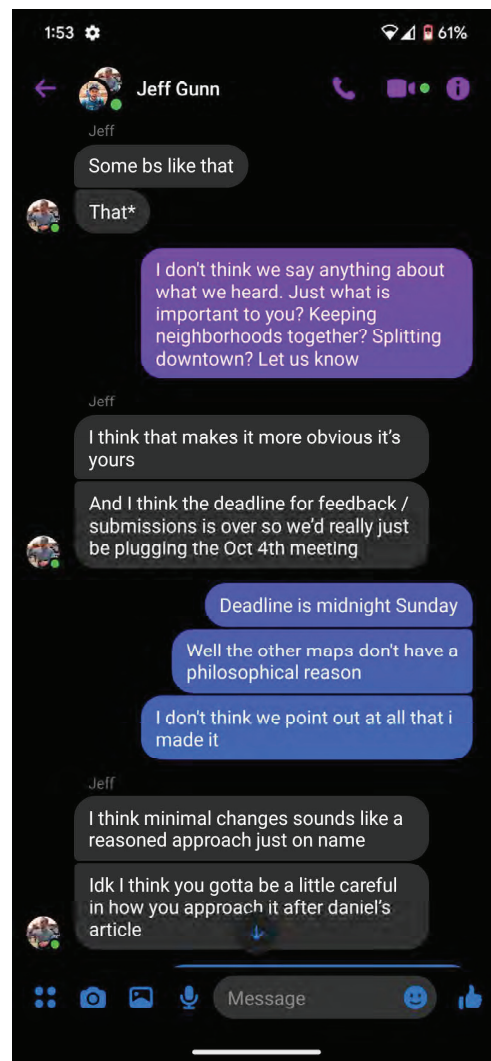 1:53
61%
Jeff Gunn
Jeff
Some bs like that
That*
I don't think we say anything about
what we heard. Just what is
important to you? Keeping
neighborhoods together? Splitting
downtown? Let us know
Jeff
I think that makes it more obvious it's
yours
And I think the deadline for feedback /
submissions is over so we'd really just
be plugging the Oct 4th meeting
Deadline is midnight Sunday
Well the other maps don't have a
philosophical reason
I don't think we point out at all that i
made it
Jeff
I think minimal changes sounds like a
reasoned approach just on name
Idk I think you gotta be a little careful
in how you approach it after daniel's
article
Message